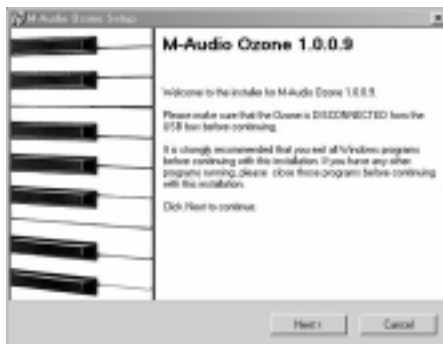 M-Audio Ozone Setup
M-Audio Ozone 1.0.0.9
Welcome to the installer for M-Audio Ozone 1.0.0.9.
Please make sure that the Ozone is DISCONNECTED from the
USB bus before continuing.
It is strongly recommended that you exit all Windows programs
before continuing with this installation. If you have any other
programs running, please close those programs before continuing
with this installation.
Click Next to continue.
Next >
Cancel